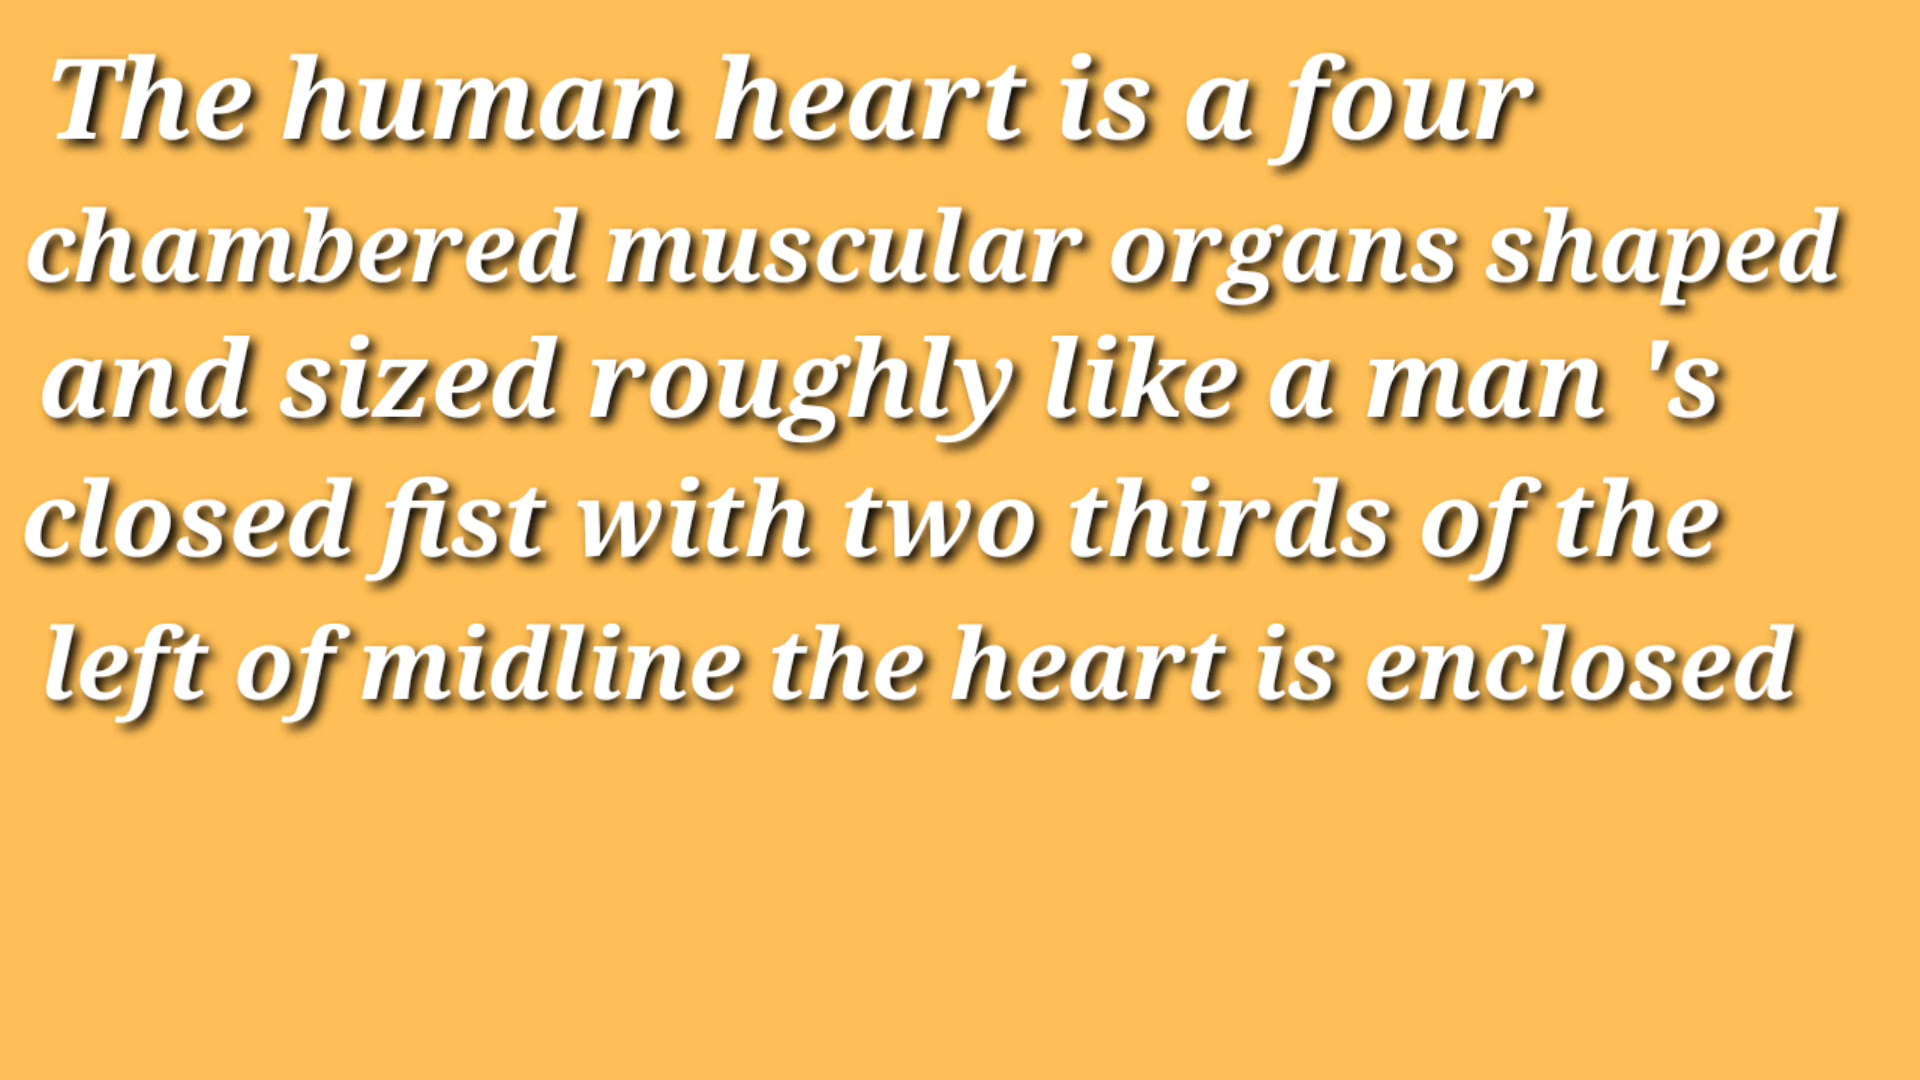 The human heart is a four
chambered muscular organs shaped
and sized roughly like a man 's
closed fist with two thirds of the
left of midline the heart is enclosed